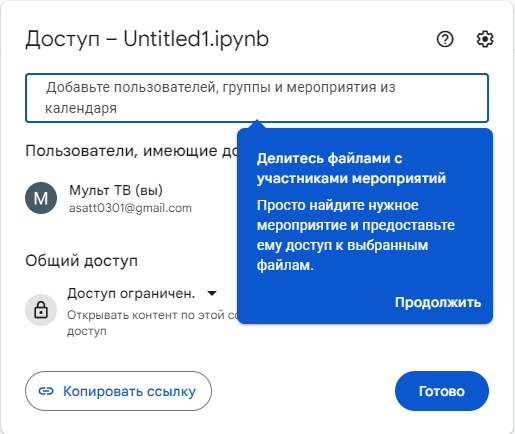 Доступ – Untitled1.ipynb
Добавьте пользователей, группы и мероприятия из
календаря
Пользователи, имеющие до
М
Мульт ТВ (вы)
asatt0301@gmail.com
Делитесь файлами с
участниками мероприятий
Просто найдите нужное
мероприятие и предоставьте
ему доступ к выбранным
файлам.
Продолжить
Общий доступ
Доступ ограничен.
Открывать контент по этой
доступ
Копировать ссылку
Готово